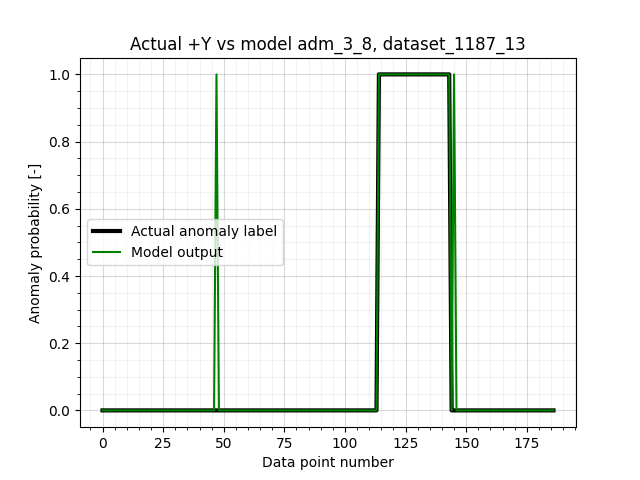 Actual +Y vs model adm_3_8, dataset_1187_13
Anomaly probability [-]
1.0
0.8
0.6
0.4
0.2
0.0
Actual anomaly label
Model output
0 25 50 75 100 125 150 175
Data point number